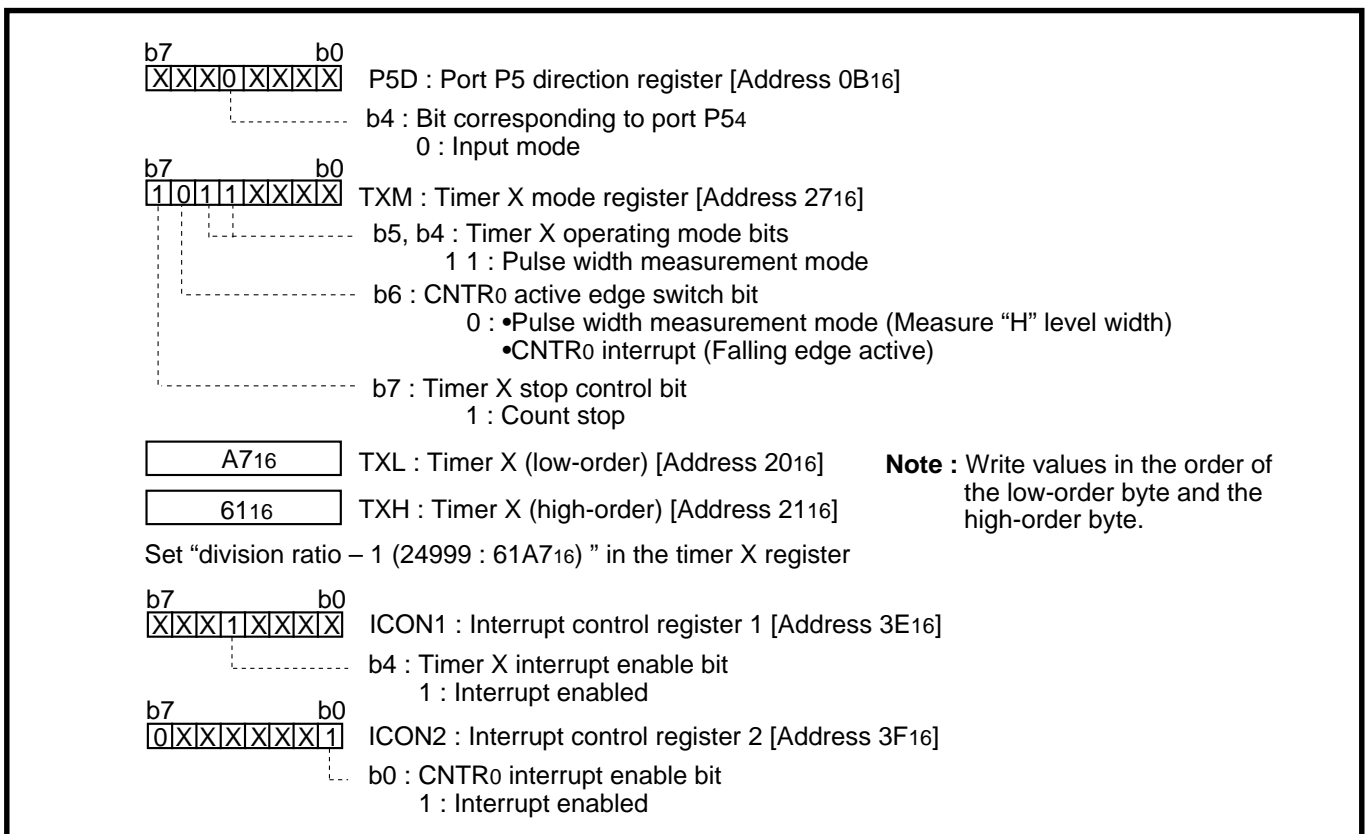 b7 b0
X X X 0 X X X X P5D : Port P5 direction register [Address 0B16]
b4 : Bit corresponding to port P54
0 : Input mode
b7 b0
1 0 1 1 X X X X TXM : Timer X mode register [Address 2716]
b5, b4 : Timer X operating mode bits
1 1 : Pulse width measurement mode
b6 : CNTR0 active edge switch bit
0 : •Pulse width measurement mode (Measure “H” level width)
•CNTR0 interrupt (Falling edge active)
b7 : Timer X stop control bit
1 : Count stop
A716 TXL : Timer X (low-order) [Address 2016]
6116 TXH : Timer X (high-order) [Address 2116]
Note : Write values in the order of
the low-order byte and the
high-order byte.
Set “division ratio – 1 (24999 : 61A716) ” in the timer X register
b7 b0
X X X 1 X X X X ICON1 : Interrupt control register 1 [Address 3E16]
b4 : Timer X interrupt enable bit
1 : Interrupt enabled
b7 b0
0 X X X X X X 1 ICON2 : Interrupt control register 2 [Address 3F16]
b0 : CNTR0 interrupt enable bit
1 : Interrupt enabled